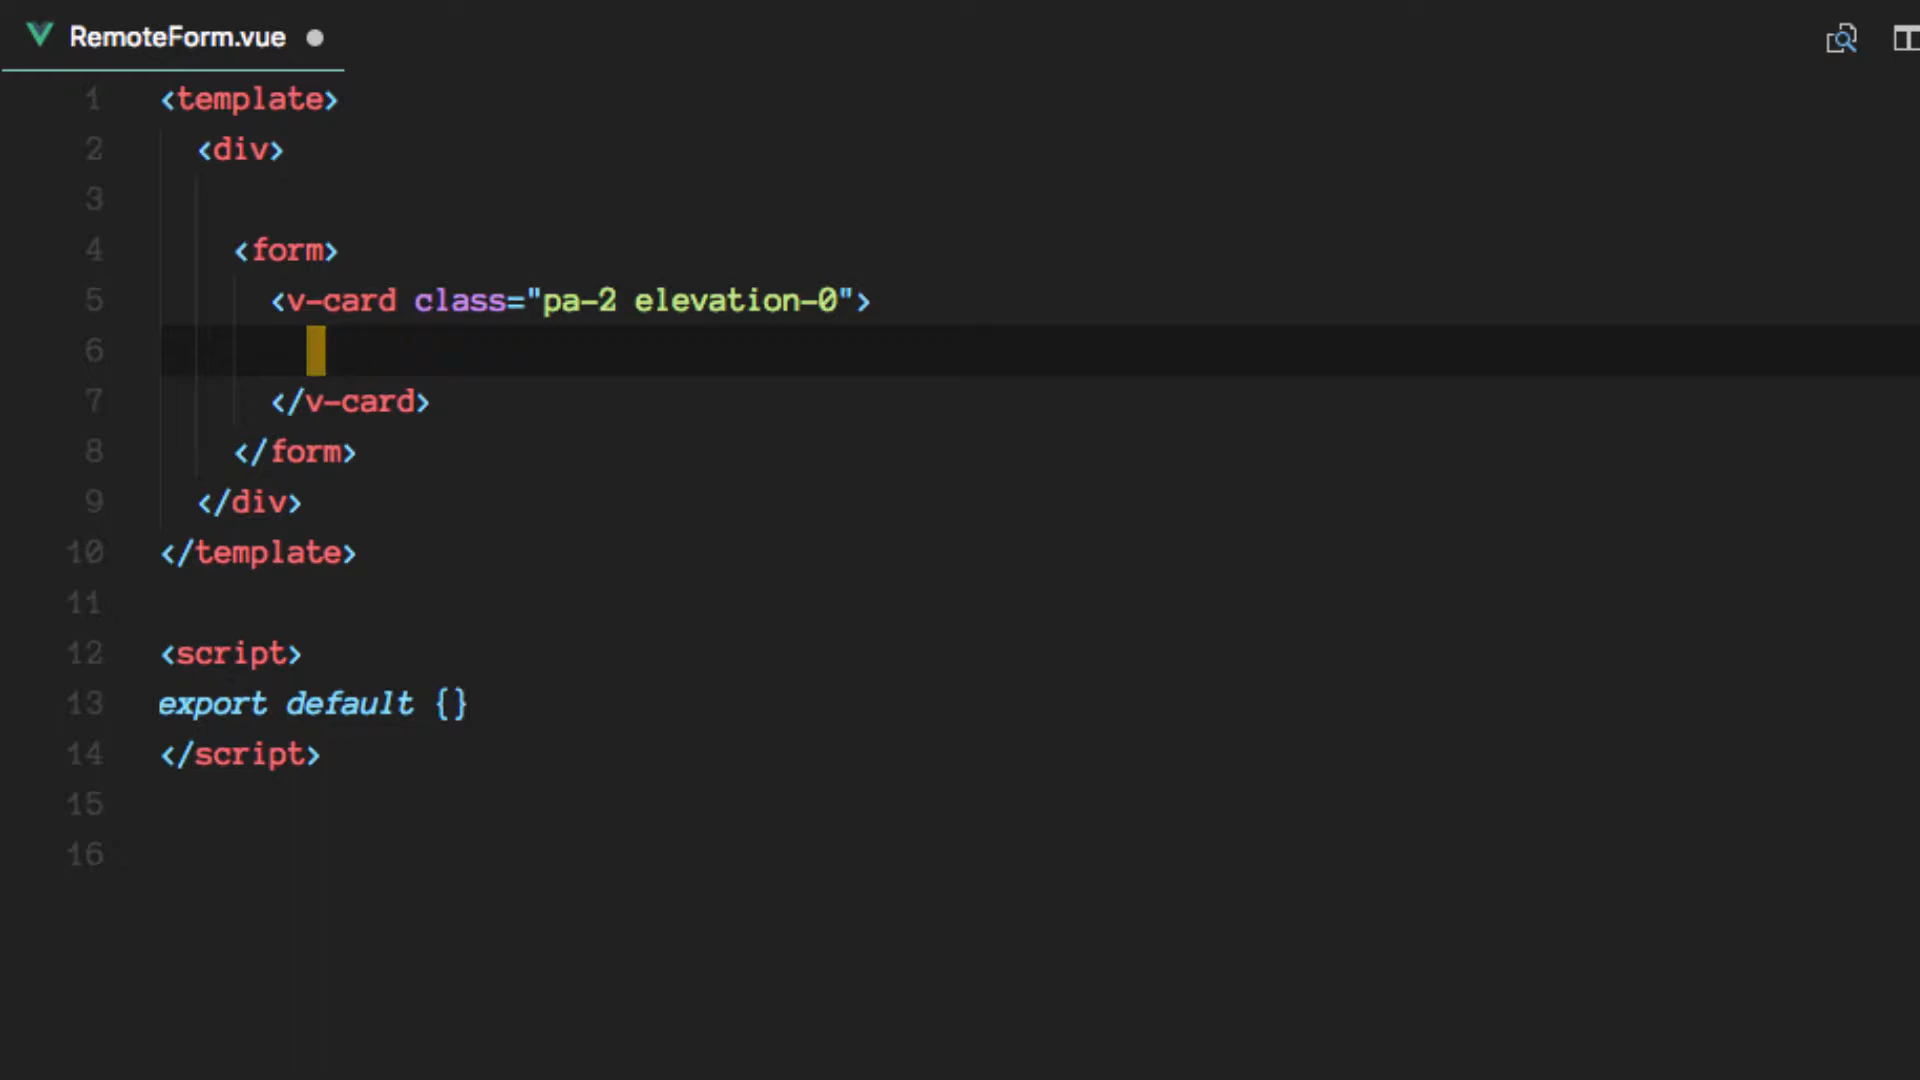 RemoteForm.vue
1 <template>
2 <div>
3
4 <form>
5 <v-card class="pa-2 elevation-0">
6
7 </v-card>
8 </form>
9 </div>
10 </template>
11
12 <script>
13 export default {}
14 </script>
15
16